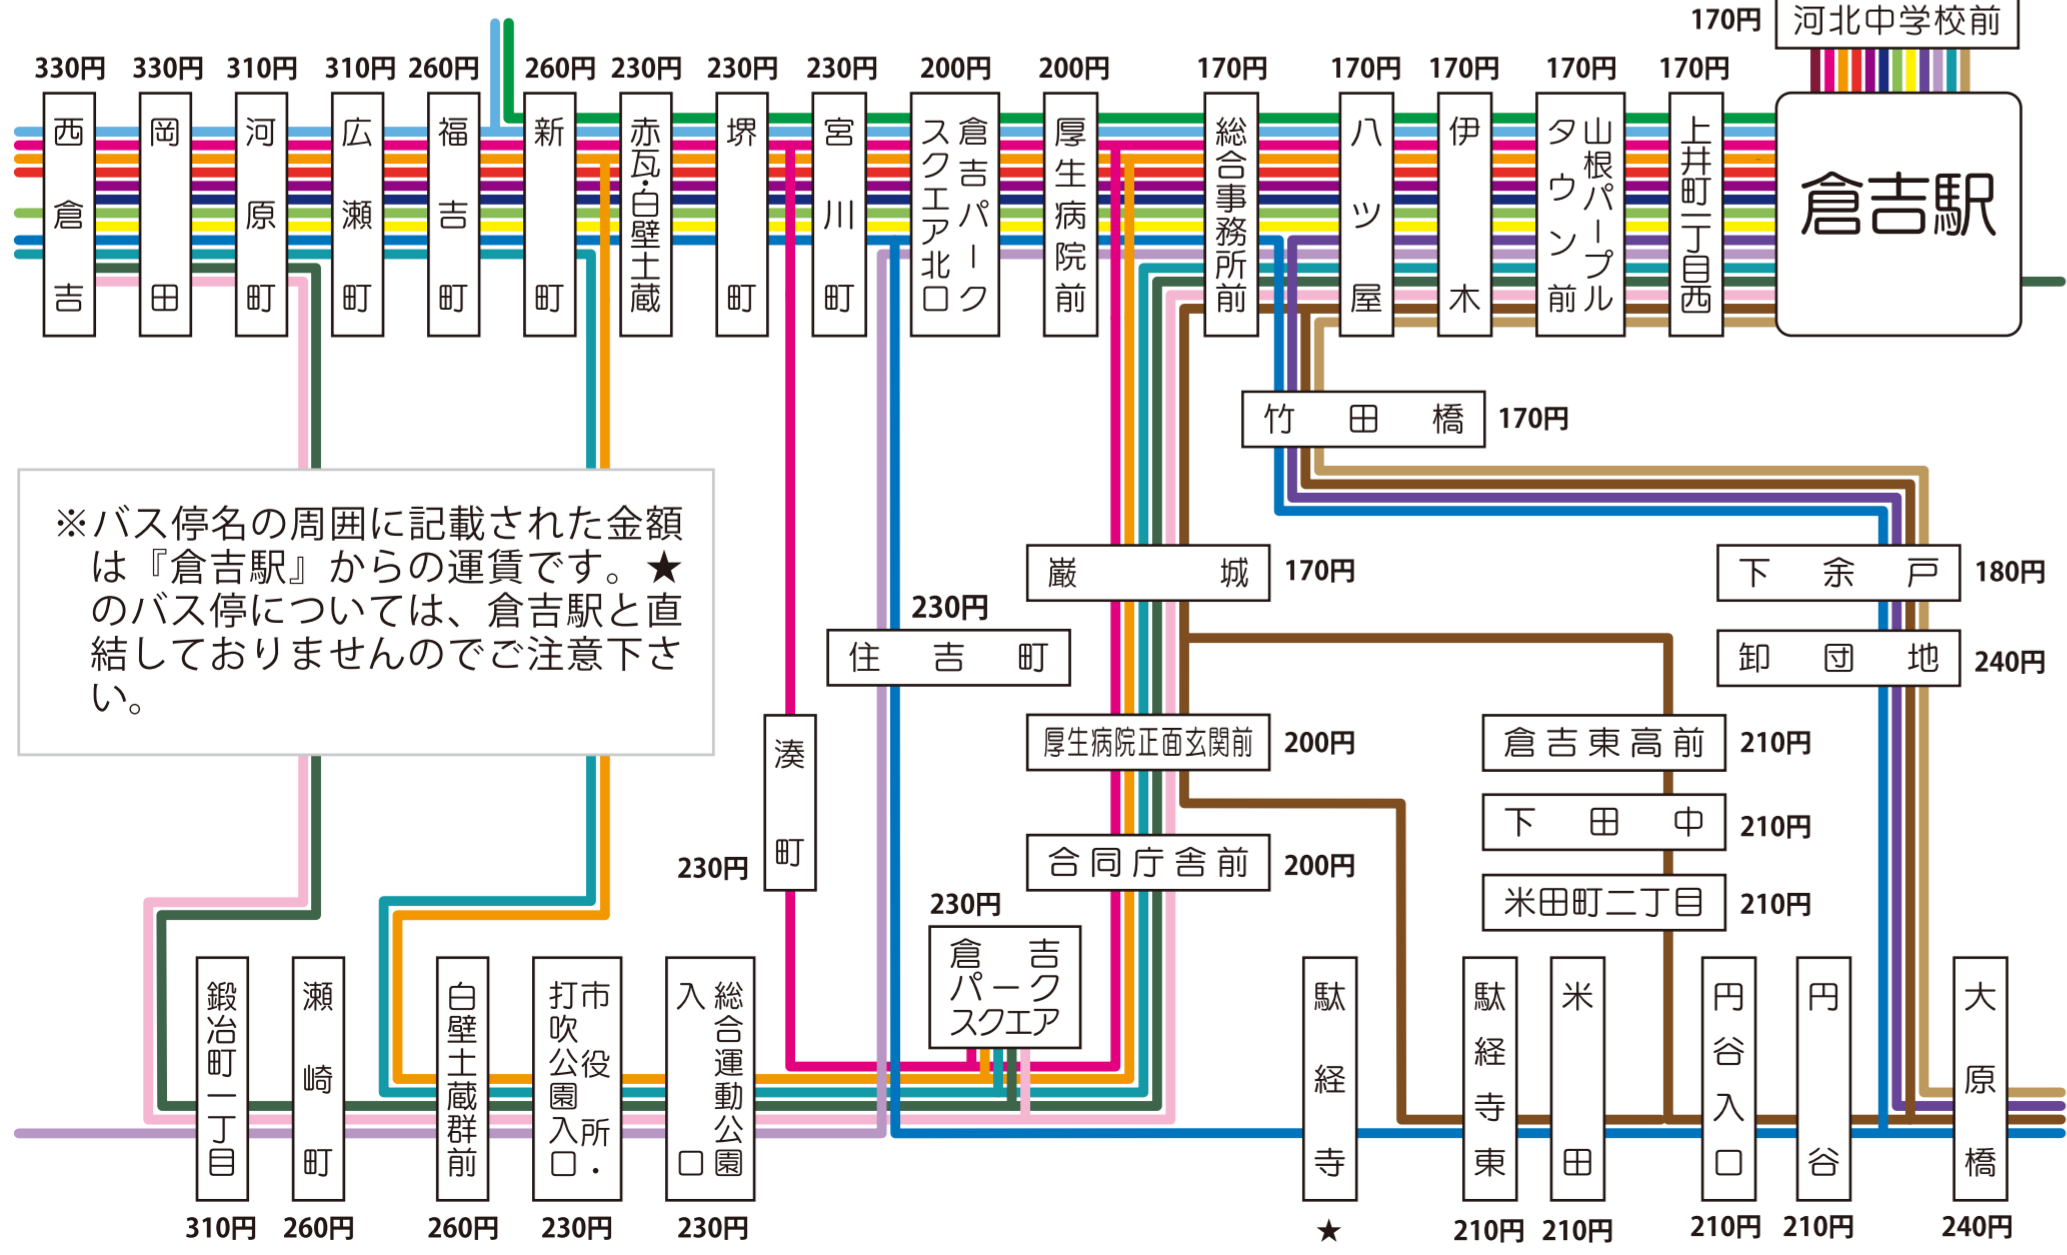 170円
河北中学校前
330円
330円
310円
310円
260円
260円
230円
230円
230円
200円
200円
170円
170円
170円
170円
170円
西倉吉
岡田
河原町
広瀬町
福吉町
新町
赤瓦・白壁土蔵
堺町
宮川町
倉吉パーク
スクエア北口
厚生病院前
総合事務所前
八ツ屋
伊木
山根パープル
タウン前
上井町一丁目西
倉吉駅
竹田橋
170円
※バス停名の周囲に記載された金額
は『倉吉駅』からの運賃です。★
のバス停については、倉吉駅と直
結しておりませんのでご注意下さ
い。
巌城
170円
下余戸
180円
230円
住吉町
卸団地
240円
湊町
230円
厚生病院正面玄関前
200円
倉吉東高前
210円
下田中
210円
合同庁舎前
200円
米田町二丁目
210円
230円
倉吉
パーク
スクエア
鍛冶町一丁目
瀬崎町
白壁土蔵群前
市役所・
打吹公園入口
総合運動公園
入口
駄経寺
駄経寺東
米田
円谷入口
円谷
大原橋
310円
260円
260円
230円
230円
★
210円
210円
210円
210円
240円